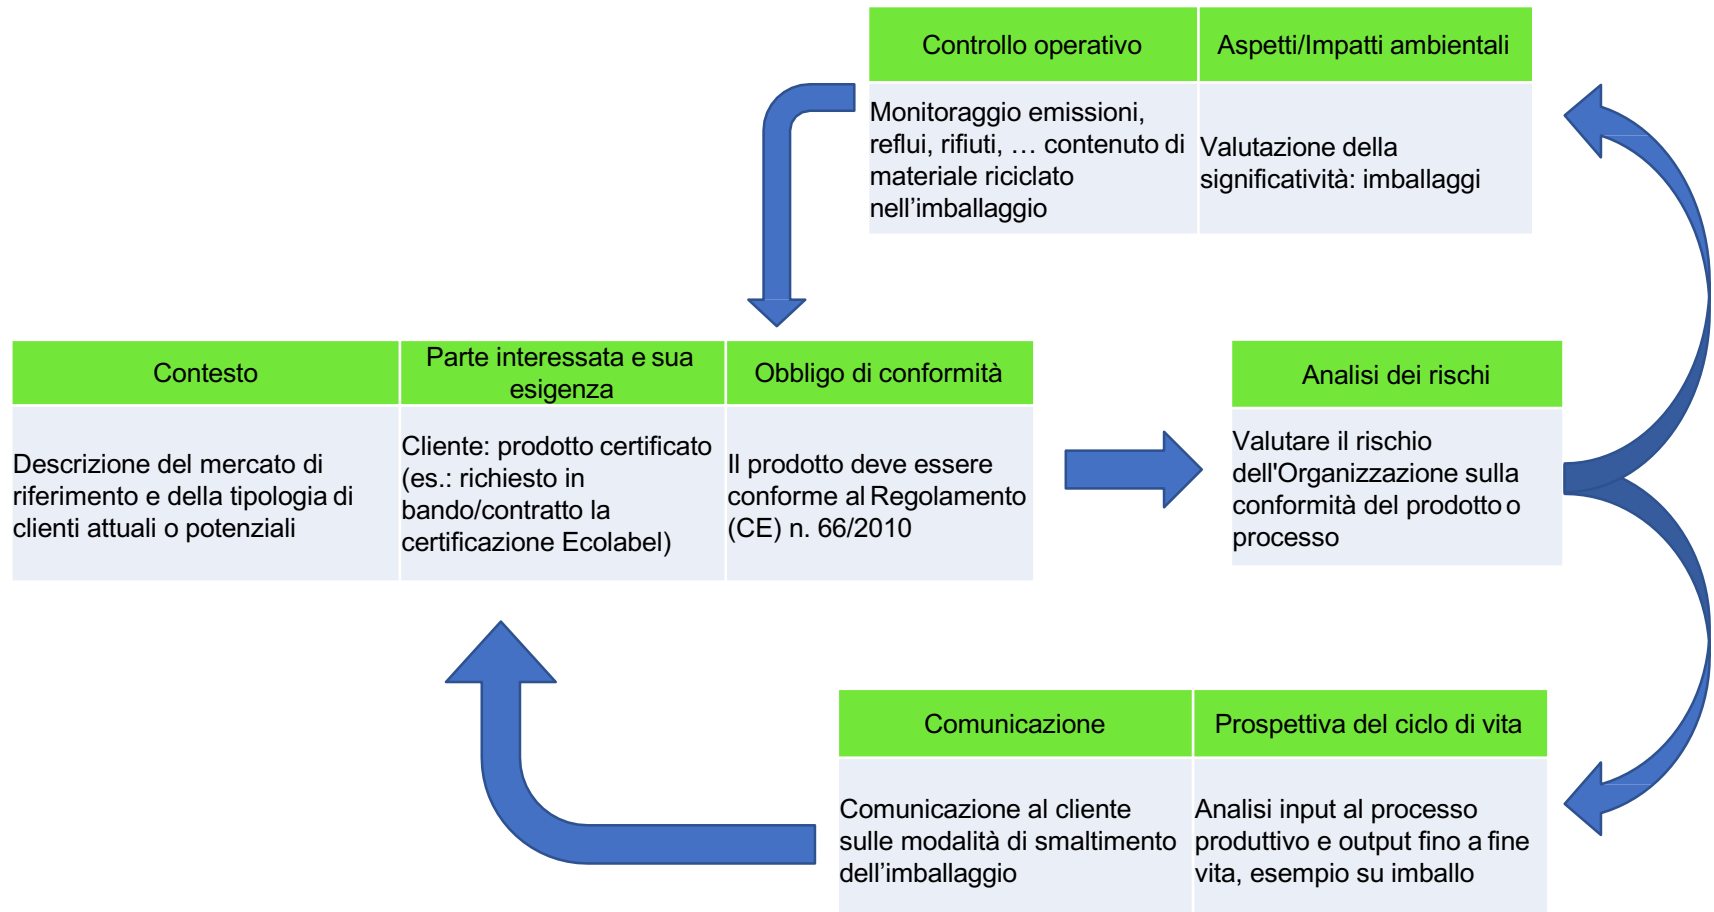 Controllo operativo
Aspetti/Impatti ambientali
Monitoraggio emissioni,
reflui, rifiuti, … contenuto di
materiale riciclato
nell’imballaggio
Valutazione della
significatività: imballaggi
Contesto
Parte interessata e sua
esigenza
Obbligo di conformità
Descrizione del mercato di
riferimento e della tipologia di
clienti attuali o potenziali
Cliente: prodotto certificato
(es.: richiesto in
bando/contratto la
certificazione Ecolabel)
Il prodotto deve essere
conforme al Regolamento
(CE) n. 66/2010
Analisi dei rischi
Valutare il rischio
dell'Organizzazione sulla
conformità del prodotto o
processo
Comunicazione
Prospettiva del ciclo di vita
Comunicazione al cliente
sulle modalità di smaltimento
dell’imballaggio
Analisi input al processo
produttivo e output fino a fine
vita, esempio su imballo